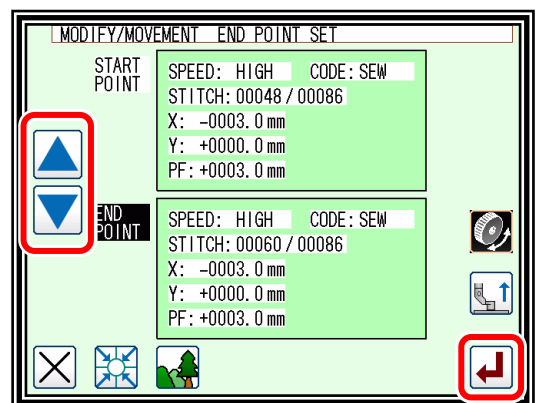 MODIFY/MOVEMENT END POINT SET
START
POINT
SPEED: HIGH CODE: SEW
STITCH: 00048 / 00086
X: -0003.0 mm
Y: +0000.0 mm
PF: +0003.0 mm
END
POINT
SPEED: HIGH CODE: SEW
STITCH: 00060 / 00086
X: -0003.0 mm
Y: +0000.0 mm
PF: +0003.0 mm